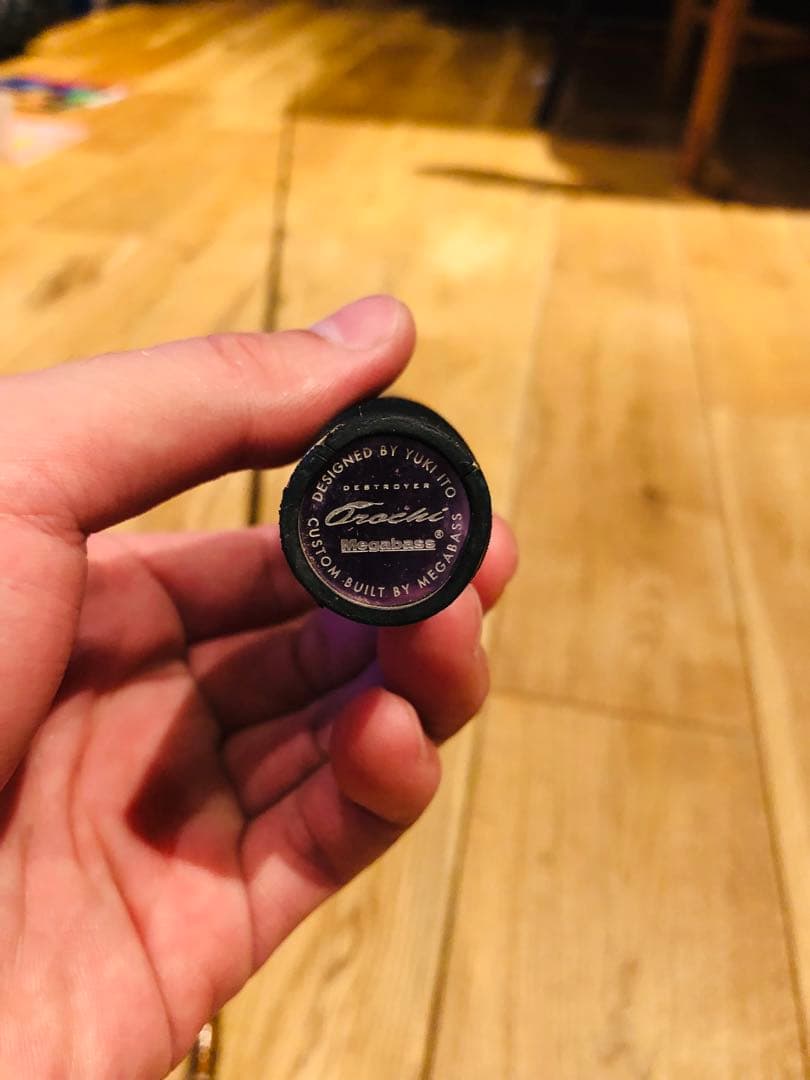 DESIGNED BY YUKI ITO
DESTROYER
Orochi
Megabass®
CUSTOM BUILT BY MEGABASS